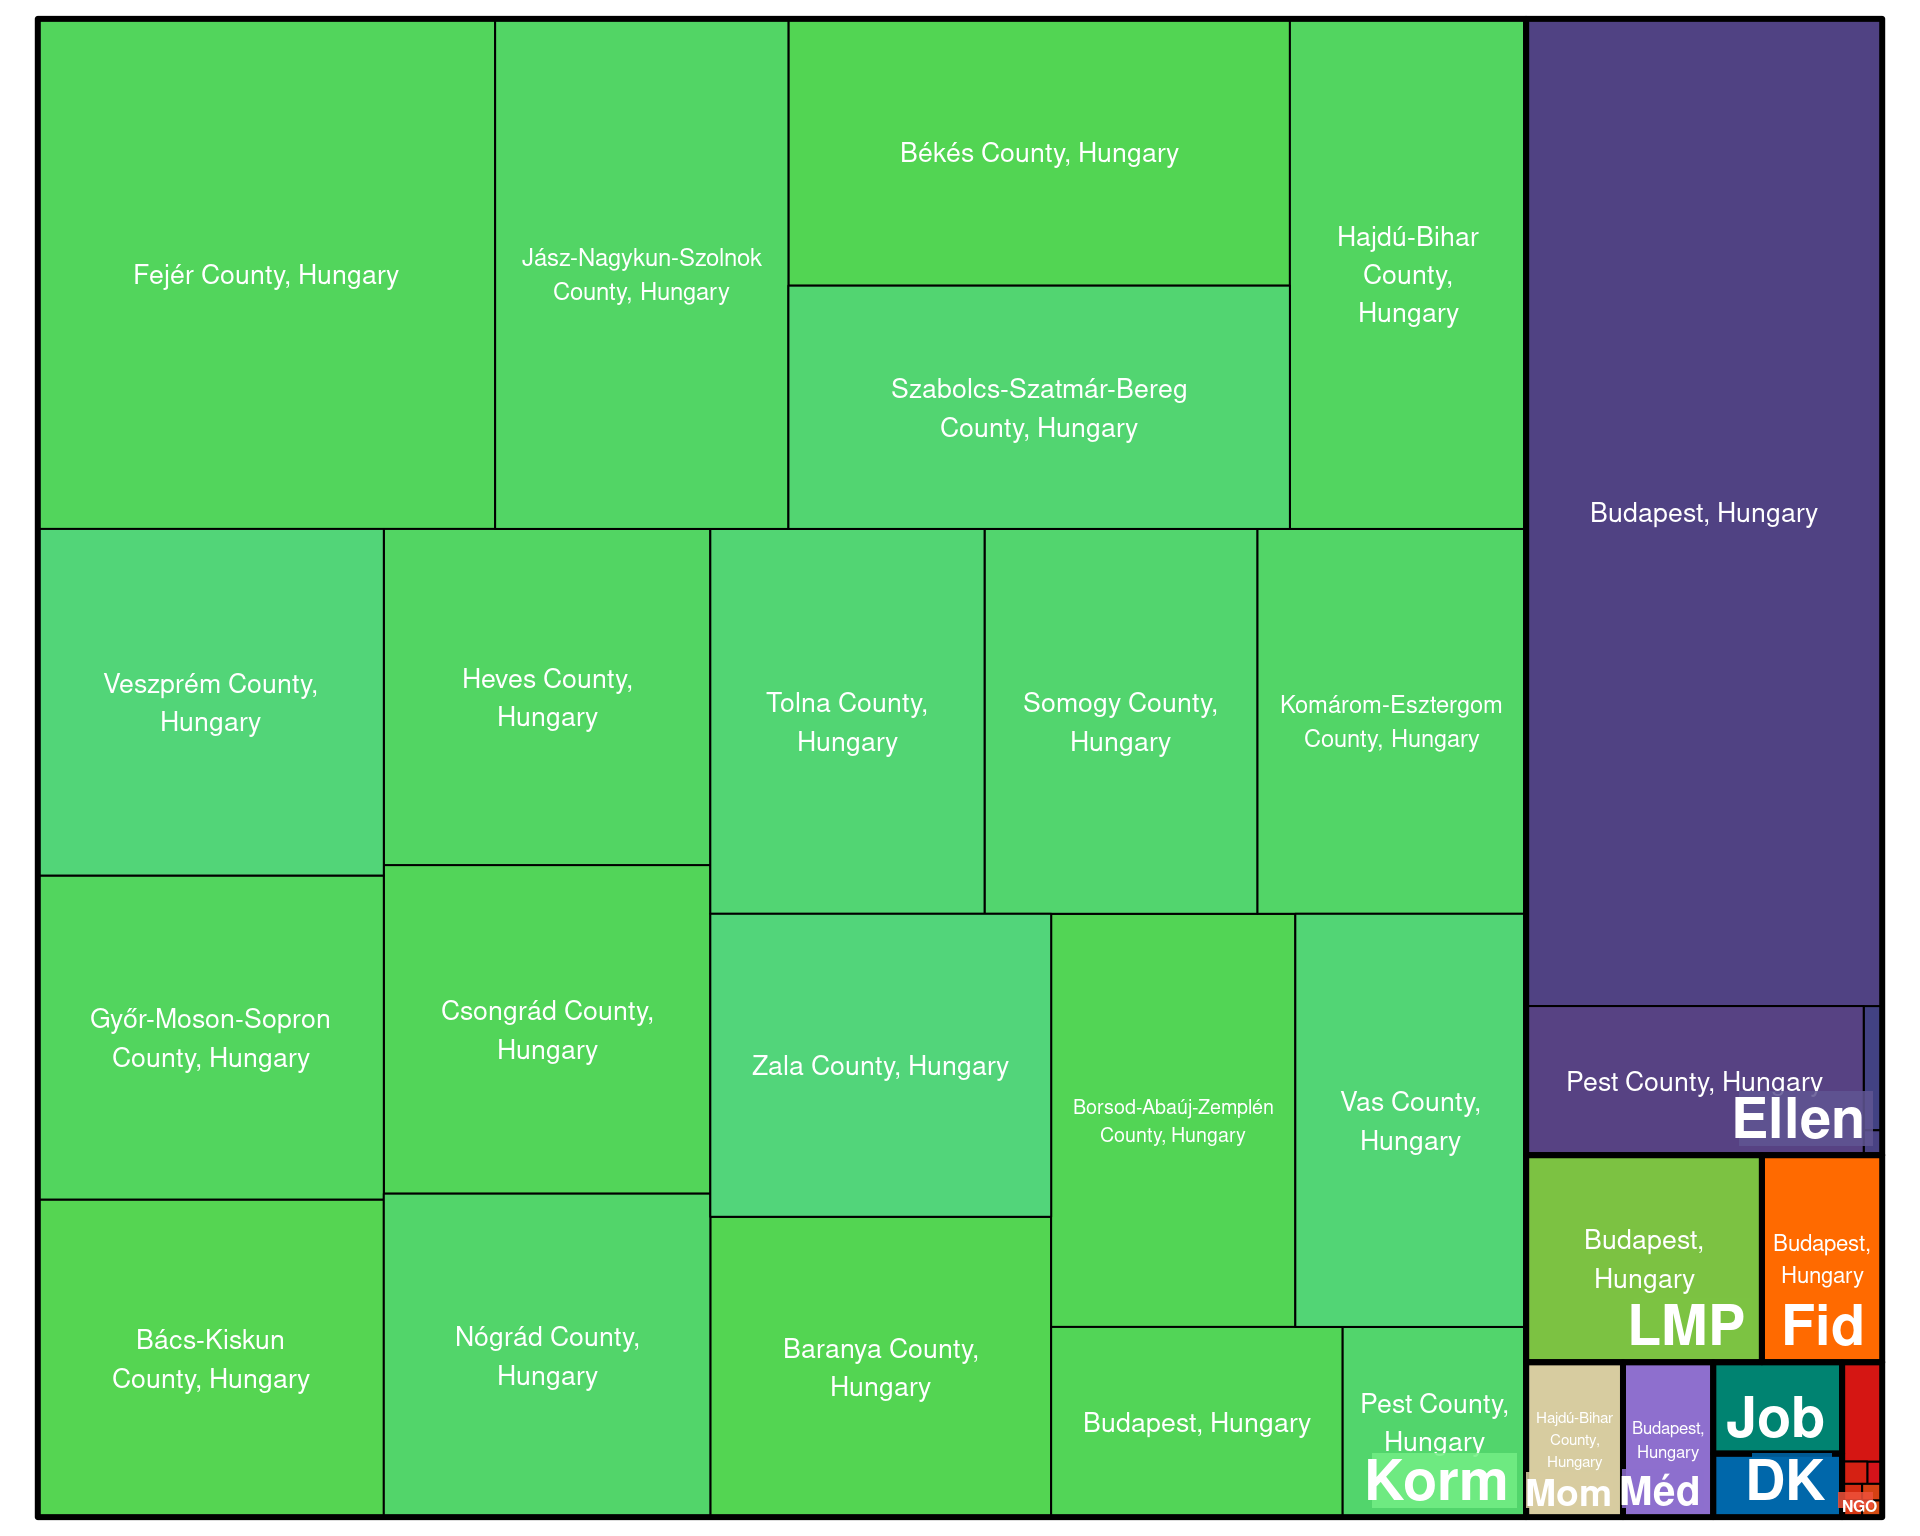 Fejér County, Hungary
Jász-Nagykun-Szolnok
County, Hungary
Békés County, Hungary
Szabolcs-Szatmár-Bereg
County, Hungary
Hajdú-Bihar
County,
Hungary
Veszprém County,
Hungary
Heves County,
Hungary
Tolna County,
Hungary
Somogy County,
Hungary
Komárom-Esztergom
County, Hungary
Győr-Moson-Sopron
County, Hungary
Csongrád County,
Hungary
Zala County, Hungary
Borsod-Abaúj-Zemplén
County, Hungary
Vas County,
Hungary
Bács-Kiskun
County, Hungary
Nógrád County,
Hungary
Baranya County,
Hungary
Budapest, Hungary
Pest County,
Hungary
Korm
Budapest, Hungary
Pest County, Hungary
Ellen
Budapest,
Hungary
LMP
Budapest,
Hungary
Fid
Hajdú-Bihar
County,
Hungary
Mom
Budapest,
Hungary
Méd
Job
DK
NGO